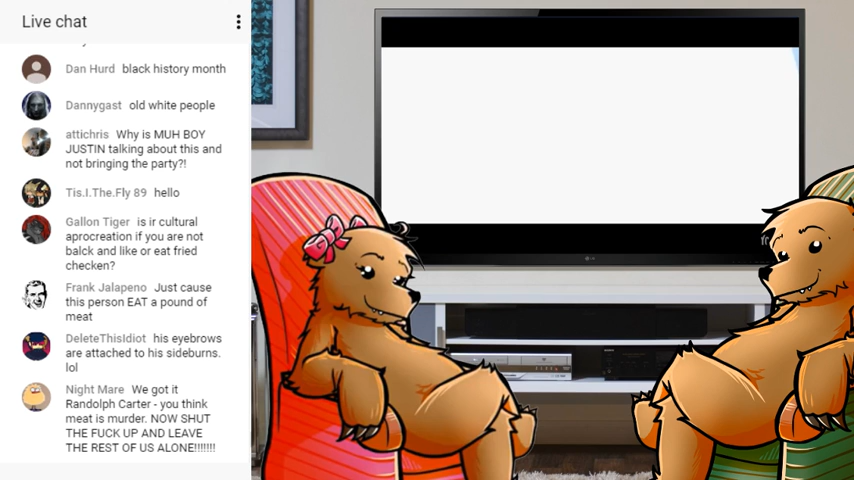 Live chat
Dan Hurd black history month
Dannygast old white people
attichris Why is MUH BOY
JUSTIN talking about this and
not bringing the party?!
Tis.I.The.Fly 89 hello
Gallon Tiger is ir cultural
aprocreation if you are not
balck and like or eat fried
checken?
Frank Jalapeno Just cause
this person EAT a pound of
meat
DeleteThisIdiot his eyebrows
are attached to his sideburns.
lol
Night Mare We got it
Randolph Carter - you think
meat is murder. NOW SHUT
THE FUCK UP AND LEAVE
THE REST OF US ALONE!!!!!!!
LG